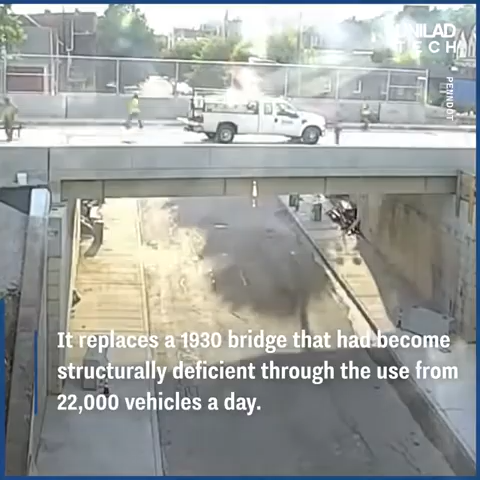 UNILAD
TECH
PENNDOT
It replaces a 1930 bridge that had become
structurally deficient through the use from
22,000 vehicles a day.